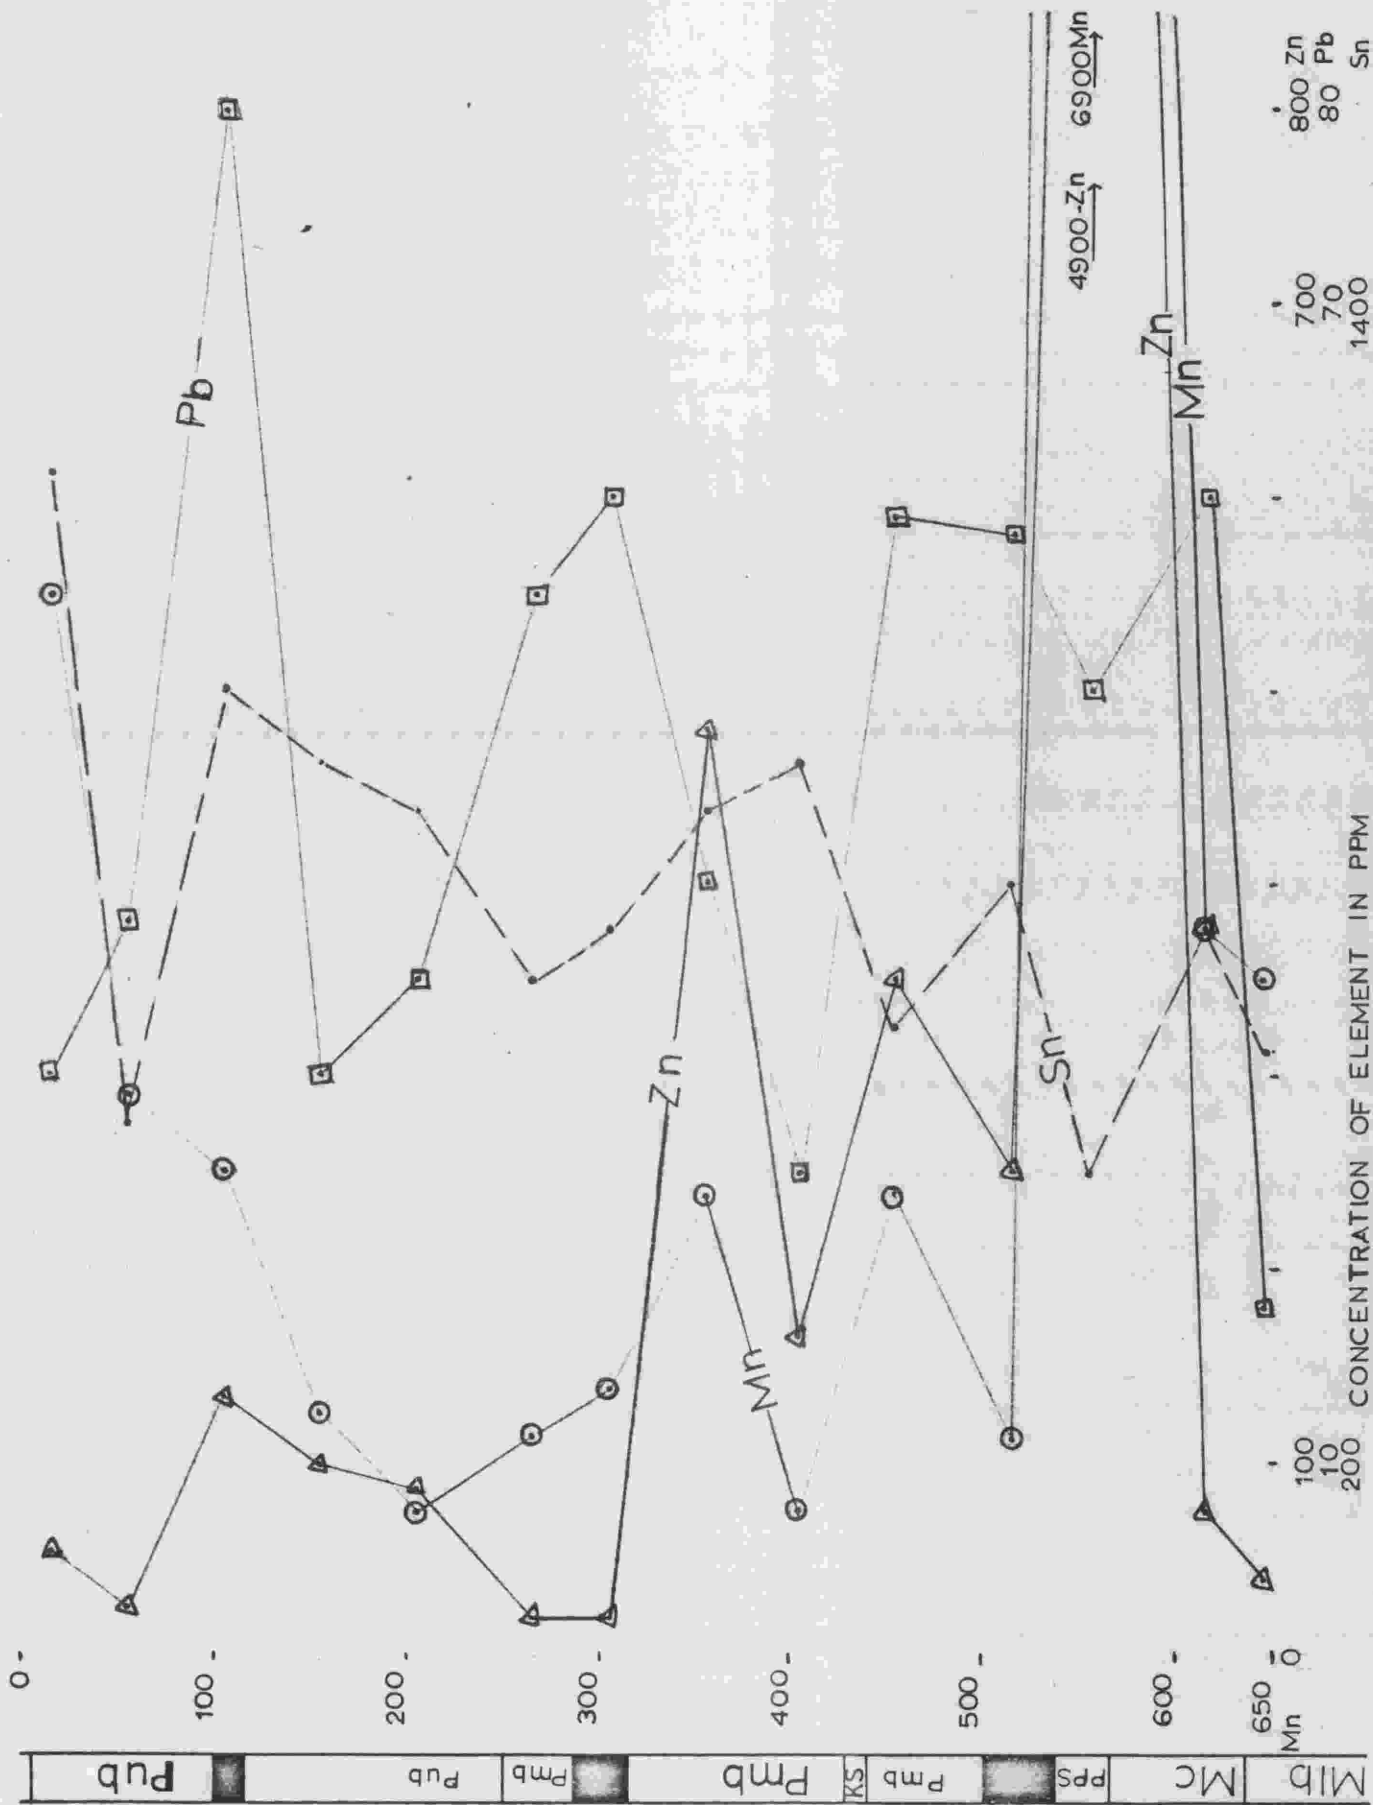 Pub
Pub
Pmb
Pmb
KS
Pmb
PPS
Mc
Mlb
0
100
200
300
400
500
600
650
Pb
Zn
Mn
Sn
Zn
Mn
4900-Zn
6900Mn
Mn
0
100 700 800 Zn
10 70 80 Pb
200 1400 Sn
CONCENTRATION OF ELEMENT IN PPM